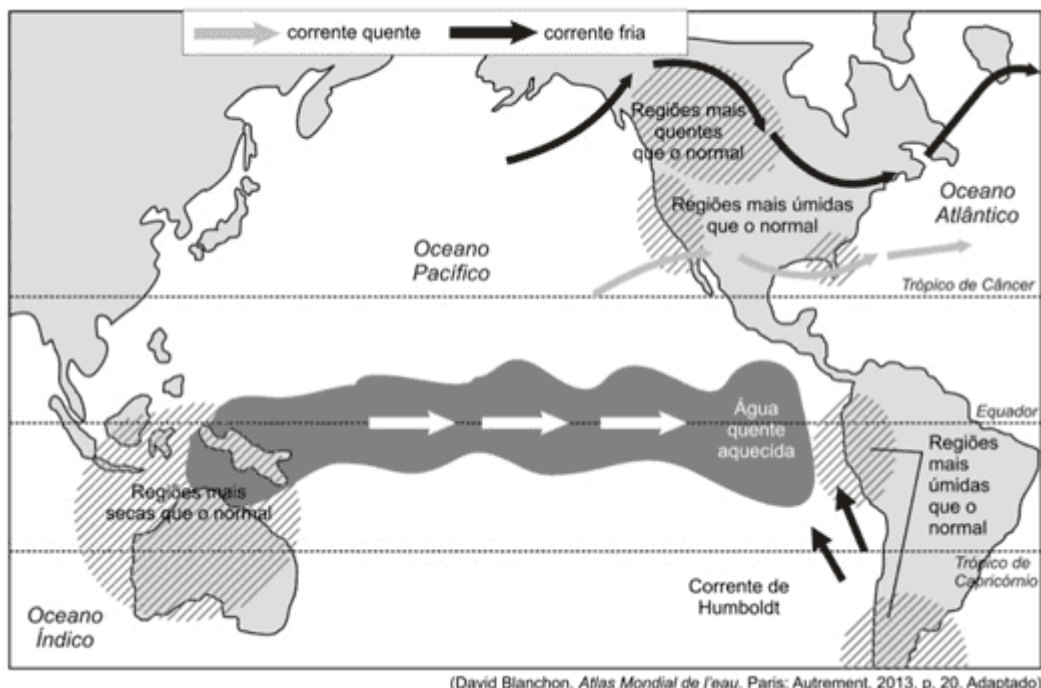 corrente quente
corrente fria
Regiões mais
quentes
que o normal
Regiões mais úmidas
que o normal
Oceano
Atlântico
Oceano
Pacífico
Trópico de Câncer
Equador
Água
quente
aquecida
Regiões
mais
úmidas
que o
normal
Regiões mais
secas que o normal
Trópico de
Capricórnio
Corrente de
Humboldt
Oceano
Índico
(David Blanchon. Atlas Mondial de l'eau. Paris: Autrement, 2013, p. 20. Adaptado)